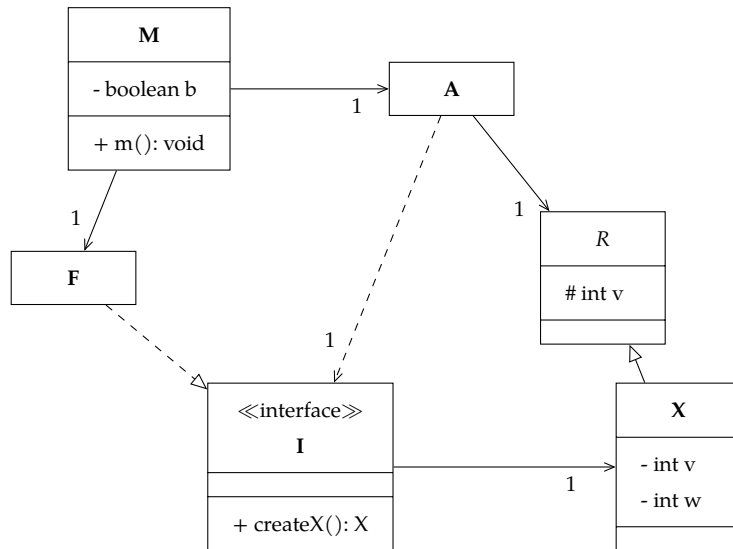 M
- boolean b
+ m(): void
1
A
1
F
1
R
# int v
1
≪interface≫
I
+ createX(): X
1
X
- int v
- int w